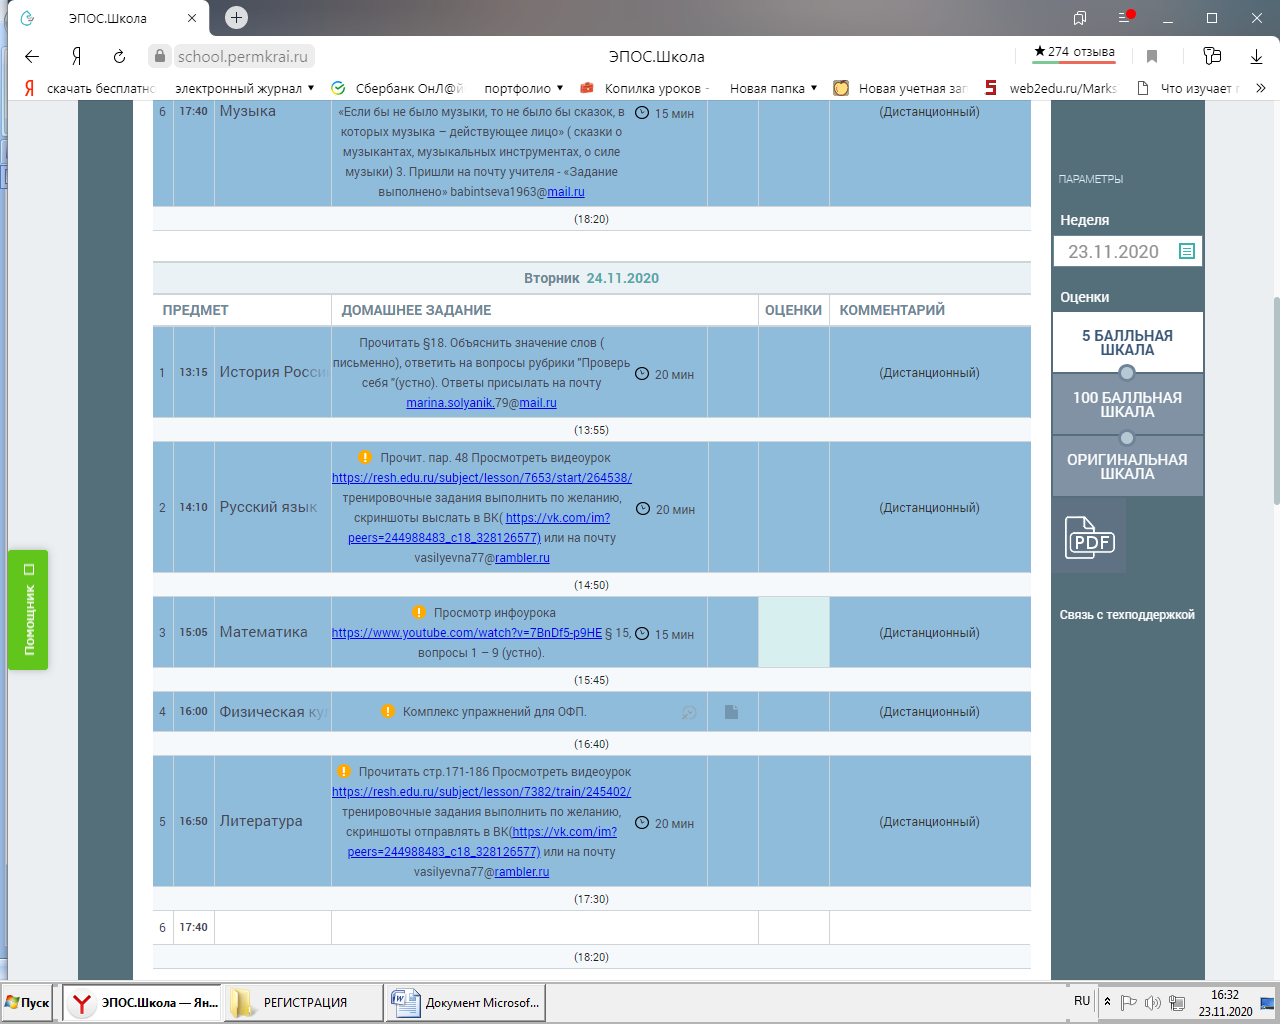 ЭПОС.Школа
school.permkrai.ru
ЭПОС.Школа
★274 отзыва
скачать бесплатно
электронный журнал
Сбербанк ОнЛ@й
портфолио
Копилка уроков -
Новая папка
Новая учетная зап
web2edu.ru/Marks
Что изучает г
6 17:40 Музыка
«Если бы не было музыки, то не было бы сказок, в
которых музыка – действующее лицо» ( сказки о
музыкантах, музыкальных инструментах, о силе
музыки) 3. Пришли на почту учителя - «Задание
выполнено» babintseva1963@mail.ru
15 мин
(Дистанционный)
(18:20)
Вторник 24.11.2020
ПРЕДМЕТ ДОМАШНЕЕ ЗАДАНИЕ ОЦЕНКИ КОММЕНТАРИЙ
1 13:15 История Росси
Прочитать §18. Объяснить значение слов (
письменно), ответить на вопросы рубрики "Проверь
себя "(устно). Ответы присылать на почту
marina.solyanik.79@mail.ru
20 мин
(Дистанционный)
(13:55)
2 14:10 Русский язык
Прочит. пар. 48 Просмотреть видеоурок
https://resh.edu.ru/subject/lesson/7653/start/264538/
тренировочные задания выполнить по желанию,
скриншоты выслать в ВК( https://vk.com/im?
peers=244988483_c18_328126577) или на почту
vasilyevna77@rambler.ru
20 мин
(Дистанционный)
(14:50)
3 15:05 Математика
Просмотр инфоурока
https://www.youtube.com/watch?v=7BnDf5-p9HE § 15,
вопросы 1 – 9 (устно).
15 мин
(Дистанционный)
(15:45)
4 16:00 Физическая кул
Комплекс упражнений для ОФП.
(Дистанционный)
(16:40)
5 16:50 Литература
Прочитать стр.171-186 Просмотреть видеоурок
https://resh.edu.ru/subject/lesson/7382/train/245402/
тренировочные задания выполнить по желанию,
скриншоты отправлять в ВК(https://vk.com/im?
peers=244988483_c18_328126577) или на почту
vasilyevna77@rambler.ru
20 мин
(Дистанционный)
(17:30)
6 17:40
(18:20)
ПАРАМЕТРЫ
Неделя
23.11.2020
Оценки
5 БАЛЛЬНАЯ
ШКАЛА
100 БАЛЛЬНАЯ
ШКАЛА
ОРИГИНАЛЬНАЯ
ШКАЛА
PDF
Связь с техподдержкой
Помощник
Пуск
ЭПОС.Школа — Ян...
РЕГИСТРАЦИЯ
Документ Microsof...
RU
16:32
23.11.2020